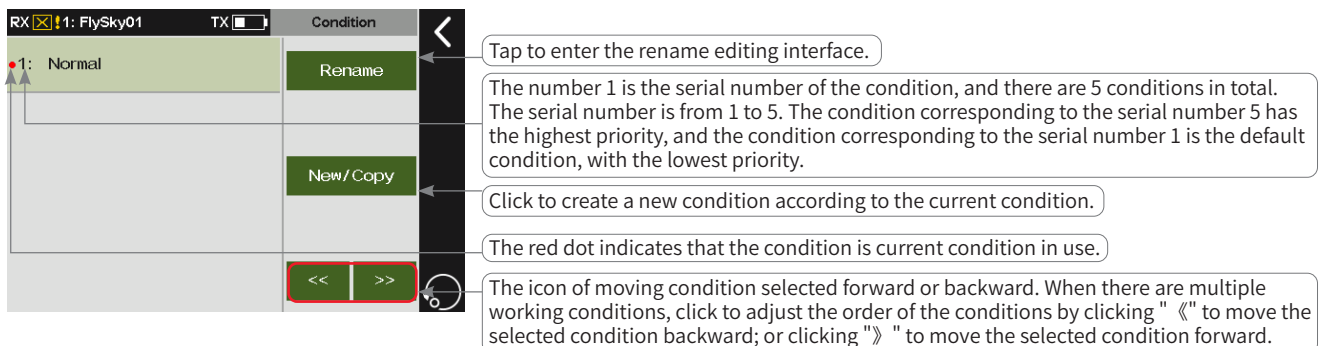 RX !1: FlySky01 TX Condition
1: Normal
Rename
New/Copy
<< >>
Tap to enter the rename editing interface.
The number 1 is the serial number of the condition, and there are 5 conditions in total.
The serial number is from 1 to 5. The condition corresponding to the serial number 5 has
the highest priority, and the condition corresponding to the serial number 1 is the default
condition, with the lowest priority.
Click to create a new condition according to the current condition.
The red dot indicates that the condition is current condition in use.
The icon of moving condition selected forward or backward. When there are multiple
working conditions, click to adjust the order of the conditions by clicking "《" to move the
selected condition backward; or clicking "》" to move the selected condition forward.